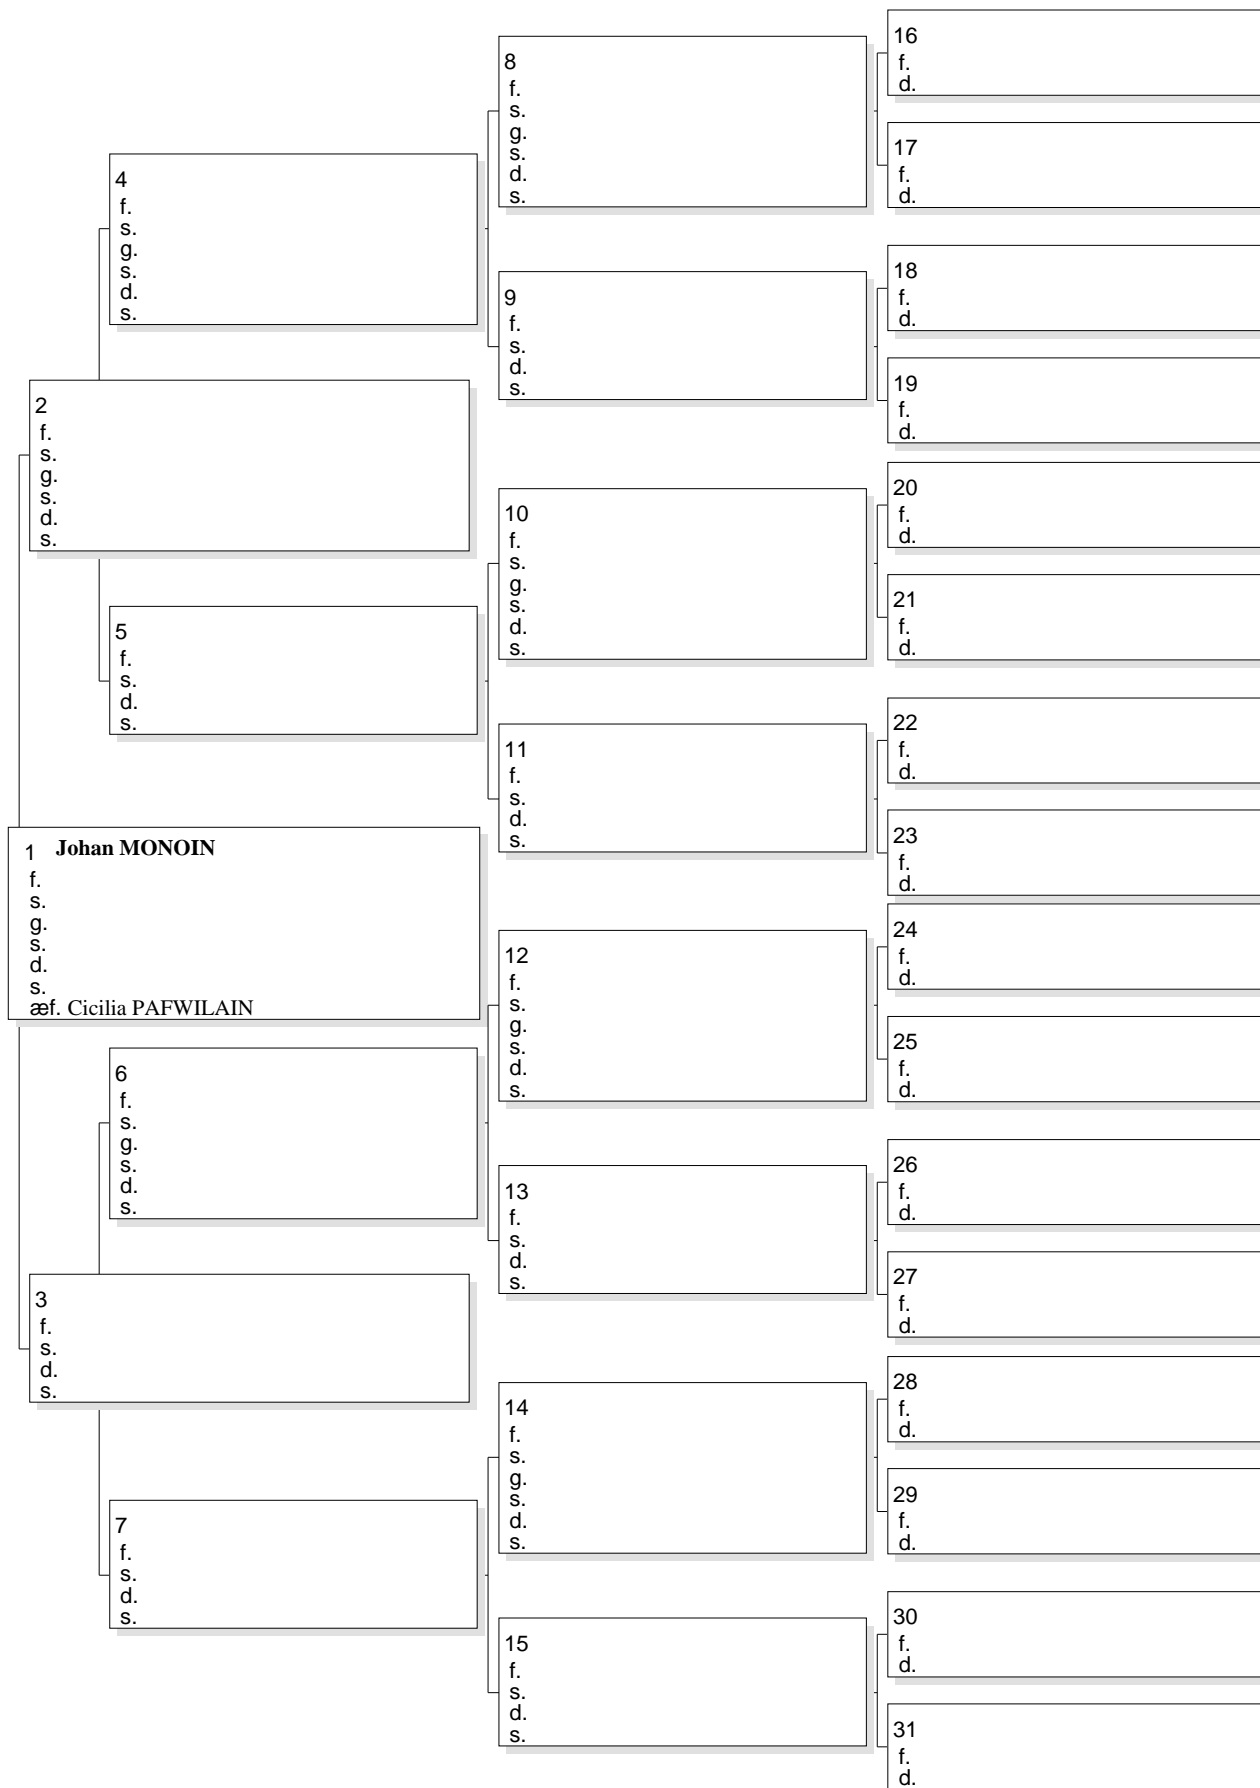 16
f.
d.
8
f.
s.
g.
s.
d.
s.
17
f.
d.
4
f.
s.
g.
s.
d.
s.
18
f.
d.
9
f.
s.
d.
s.
19
f.
d.
2
f.
s.
g.
s.
d.
s.
20
f.
d.
10
f.
s.
g.
s.
d.
s.
21
f.
d.
5
f.
s.
d.
s.
22
f.
d.
11
f.
s.
d.
s.
23
f.
d.
1 Johan MONOIN
f.
s.
g.
s.
d.
s.
æf. Cicilia PAFWILAIN
24
f.
d.
12
f.
s.
g.
s.
d.
s.
25
f.
d.
6
f.
s.
g.
s.
d.
s.
26
f.
d.
13
f.
s.
d.
s.
27
f.
d.
3
f.
s.
d.
s.
28
f.
d.
14
f.
s.
g.
s.
d.
s.
29
f.
d.
7
f.
s.
d.
s.
30
f.
d.
15
f.
s.
d.
s.
31
f.
d.